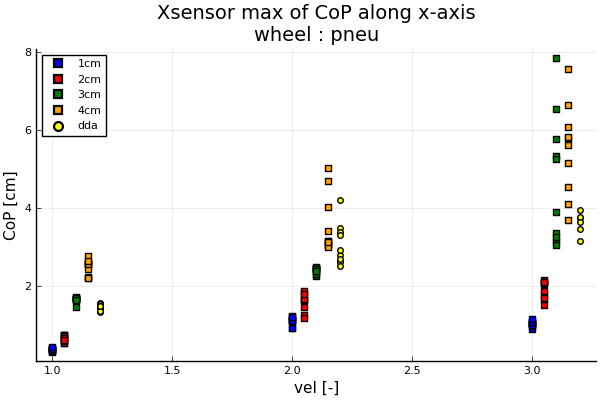 Xsensor max of CoP along x-axis
wheel : pneu
CoP [cm]
8
6
4
2
1cm
2cm
3cm
4cm
dda
1.0
1.5
2.0
2.5
3.0
vel [-]